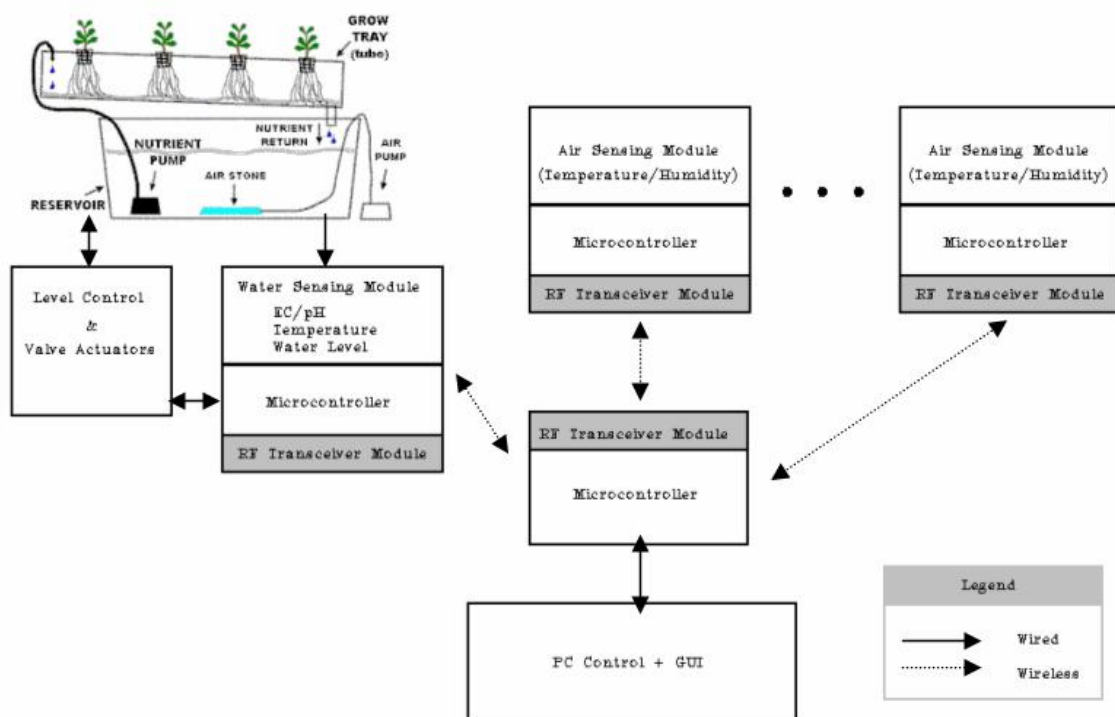 GROW
TRAY
(tube)
NUTRIENT
RETURN
NUTRIENT
PUMP
AIR
PUMP
AIR STONE
RESERVOIR
Level Control
&
Valve Actuators
Water Sensing Module
EC/pH
Temperature
Water Level
Microcontroller
RF Transceiver Module
Air Sensing Module
(Temperature/Humidity)
Microcontroller
RF Transceiver Module
Air Sensing Module
(Temperature/Humidity)
Microcontroller
RF Transceiver Module
RF Transceiver Module
Microcontroller
PC Control + GUI
Legend
Wired
Wireless